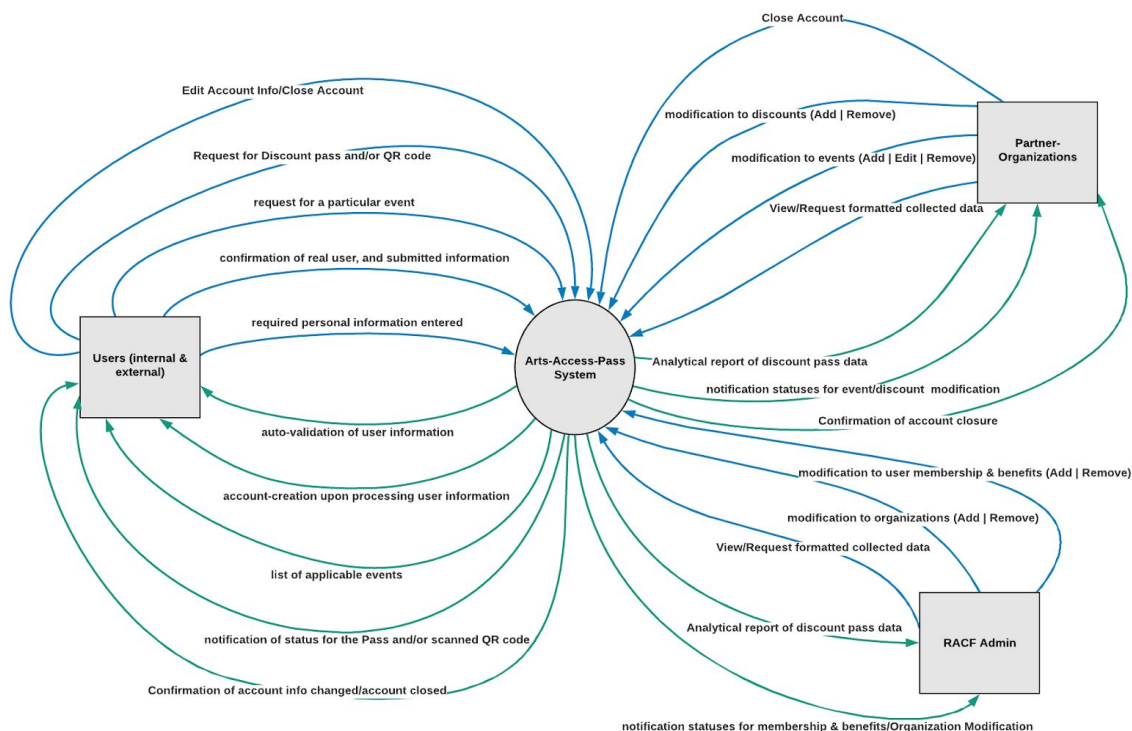 Close Account
Edit Account Info/Close Account
modification to discounts (Add | Remove)
Partner-
Organizations
Request for Discount pass and/or QR code
modification to events (Add | Edit | Remove)
request for a particular event
View/Request formatted collected data
confirmation of real user, and submitted information
required personal information entered
Users (internal &
external)
Arts-Access-Pass
System
Analytical report of discount pass data
notification statuses for event/discount modification
Confirmation of account closure
auto-validation of user information
modification to user membership & benefits (Add | Remove)
account-creation upon processing user information
modification to organizations (Add | Remove)
View/Request formatted collected data
list of applicable events
Analytical report of discount pass data
RACF Admin
notification of status for the Pass and/or scanned QR code
Confirmation of account info changed/account closed
notification statuses for membership & benefits/Organization Modification